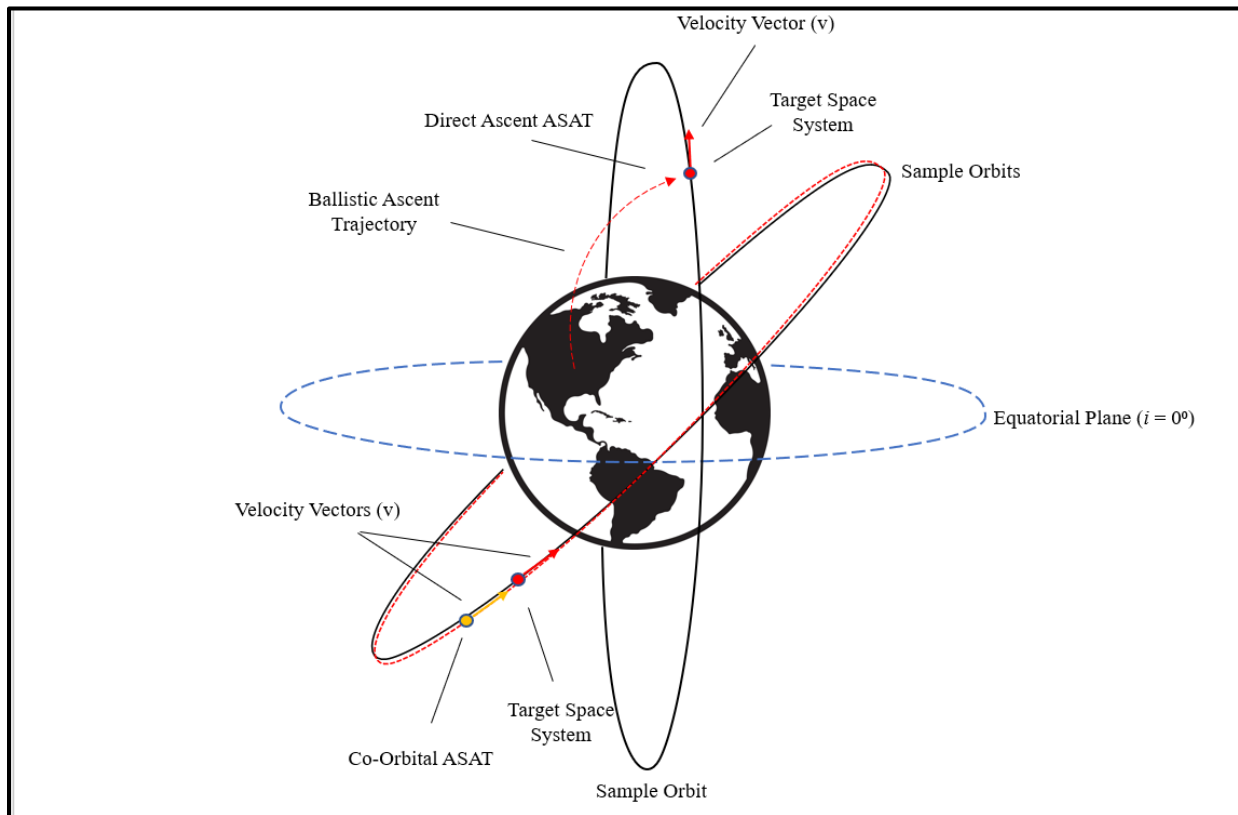 Velocity Vector (v)
Direct Ascent ASAT
Target Space
System
Sample Orbits
Ballistic Ascent
Trajectory
Equatorial Plane (i = 0⁰)
Velocity Vectors (v)
Target Space
System
Co-Orbital ASAT
Sample Orbit